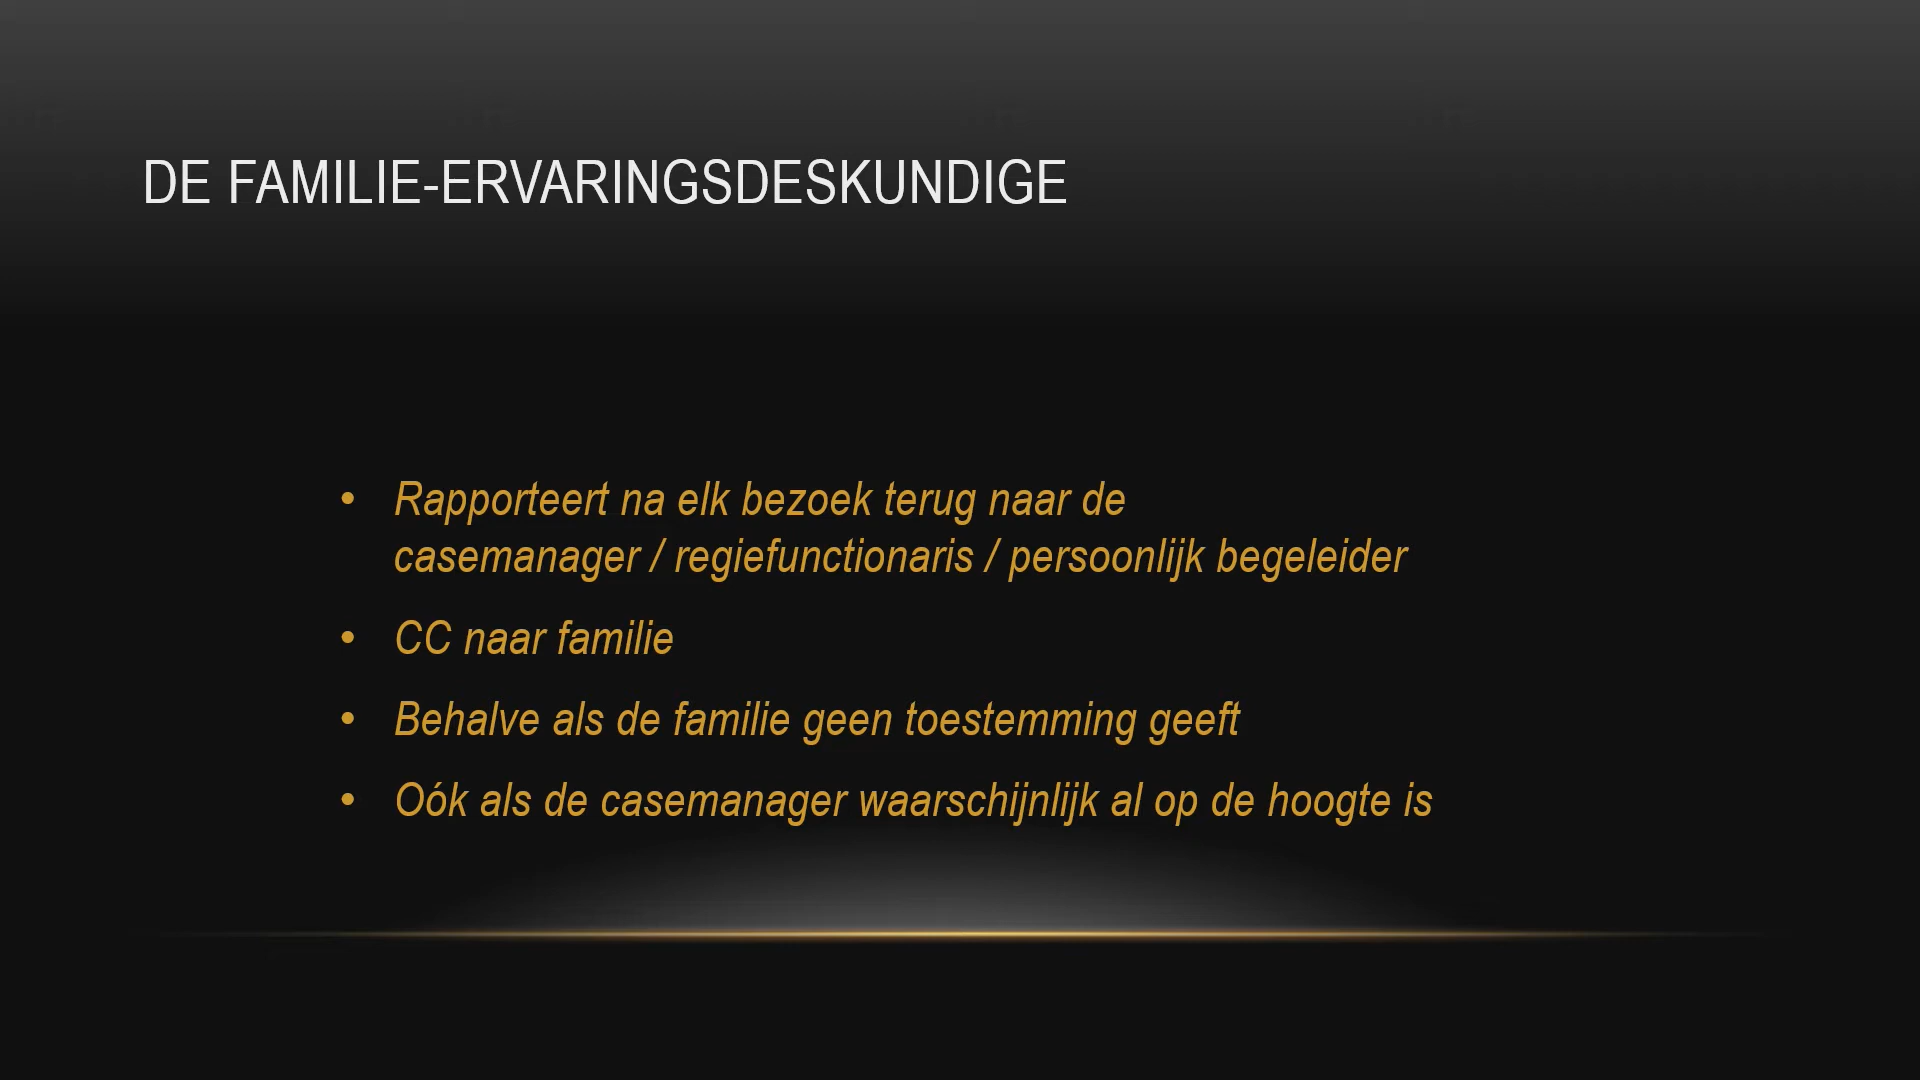 DE FAMILIE-ERVARINGSDESKUNDIGE
• Rapporteert na elk bezoek terug naar de
casemanager / regiefunctionaris / persoonlijk begeleider
• CC naar familie
• Behalve als de familie geen toestemming geeft
• Oók als de casemanager waarschijnlijk al op de hoogte is